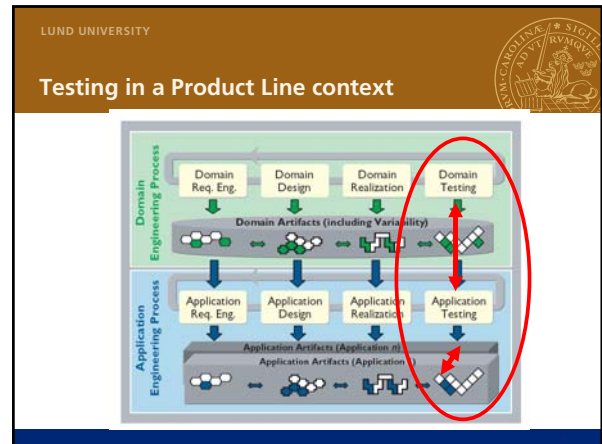 LUND UNIVERSITY
Testing in a Product Line context
Domain
Engineering Process
Domain
Req. Eng.
Domain
Design
Domain
Realization
Domain
Testing
Domain Artifacts (including Variability)
Application
Engineering Process
Application
Req. Eng.
Application
Design
Application
Realization
Application
Testing
Application Artifacts (Application n)
Application Artifacts (Application